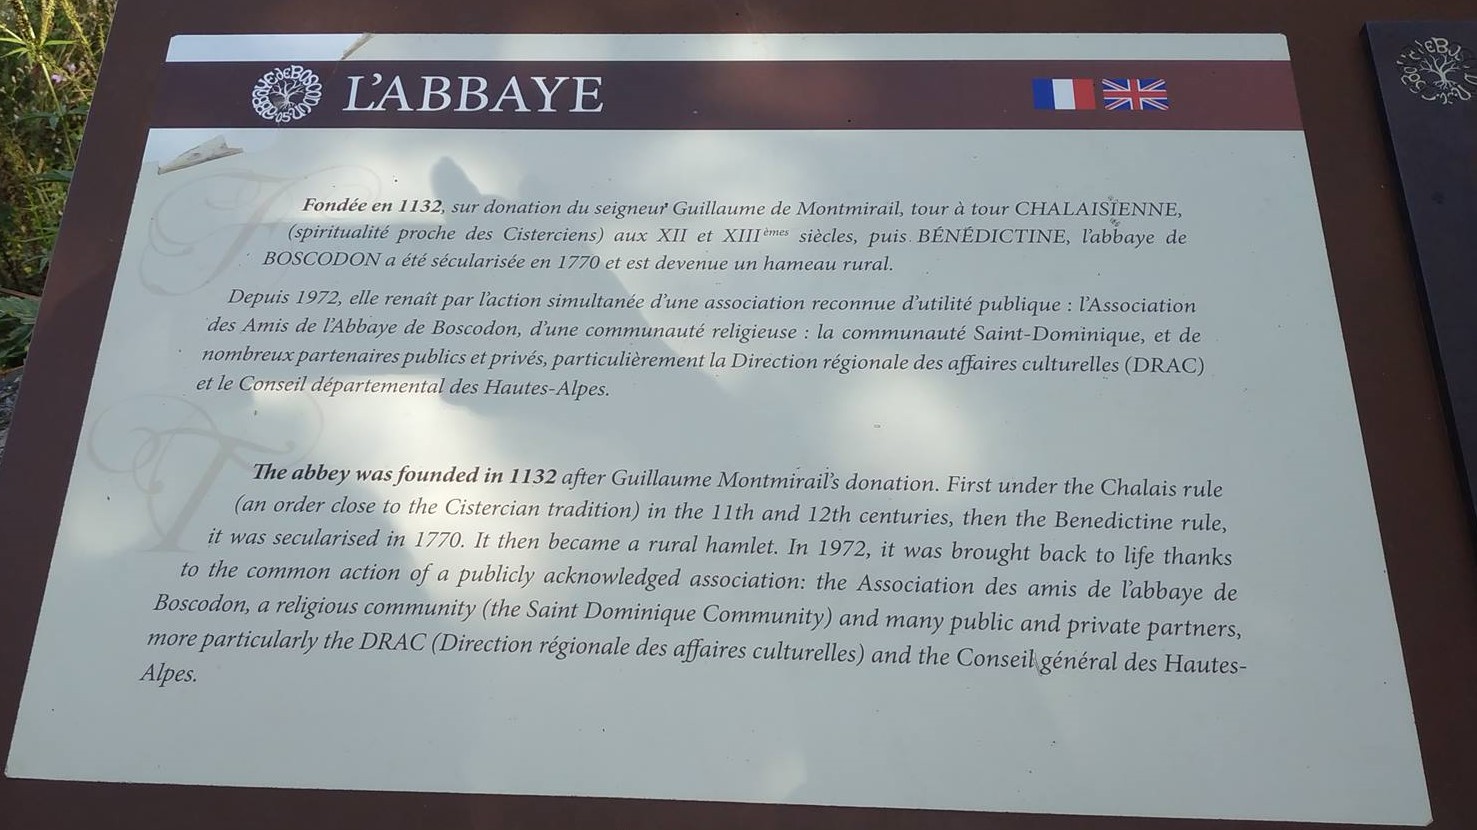 ABBAYE de BOSCODON
L'ABBAYE
Fondée en 1132, sur donation du seigneur Guillaume de Montmirail, tour à tour CHALAISIENNE,
(spiritualité proche des Cisterciens) aux XII et XIIIèmes siècles, puis BÉNÉDICTINE, l'abbaye de
BOSCODON a été sécularisée en 1770 et est devenue un hameau rural.
Depuis 1972, elle renaît par l'action simultanée d'une association reconnue d'utilité publique : l'Association
des Amis de l'Abbaye de Boscodon, d'une communauté religieuse : la communauté Saint-Dominique, et de
nombreux partenaires publics et privés, particulièrement la Direction régionale des affaires culturelles (DRAC)
et le Conseil départemental des Hautes-Alpes.
The abbey was founded in 1132 after Guillaume Montmirail's donation. First under the Chalais rule
(an order close to the Cistercian tradition) in the 11th and 12th centuries, then the Benedictine rule,
it was secularised in 1770. It then became a rural hamlet. In 1972, it was brought back to life thanks
to the common action of a publicly acknowledged association: the Association des amis de l'abbaye de
Boscodon, a religious community (the Saint Dominique Community) and many public and private partners,
more particularly the DRAC (Direction régionale des affaires culturelles) and the Conseil général des Hautes-
Alpes.